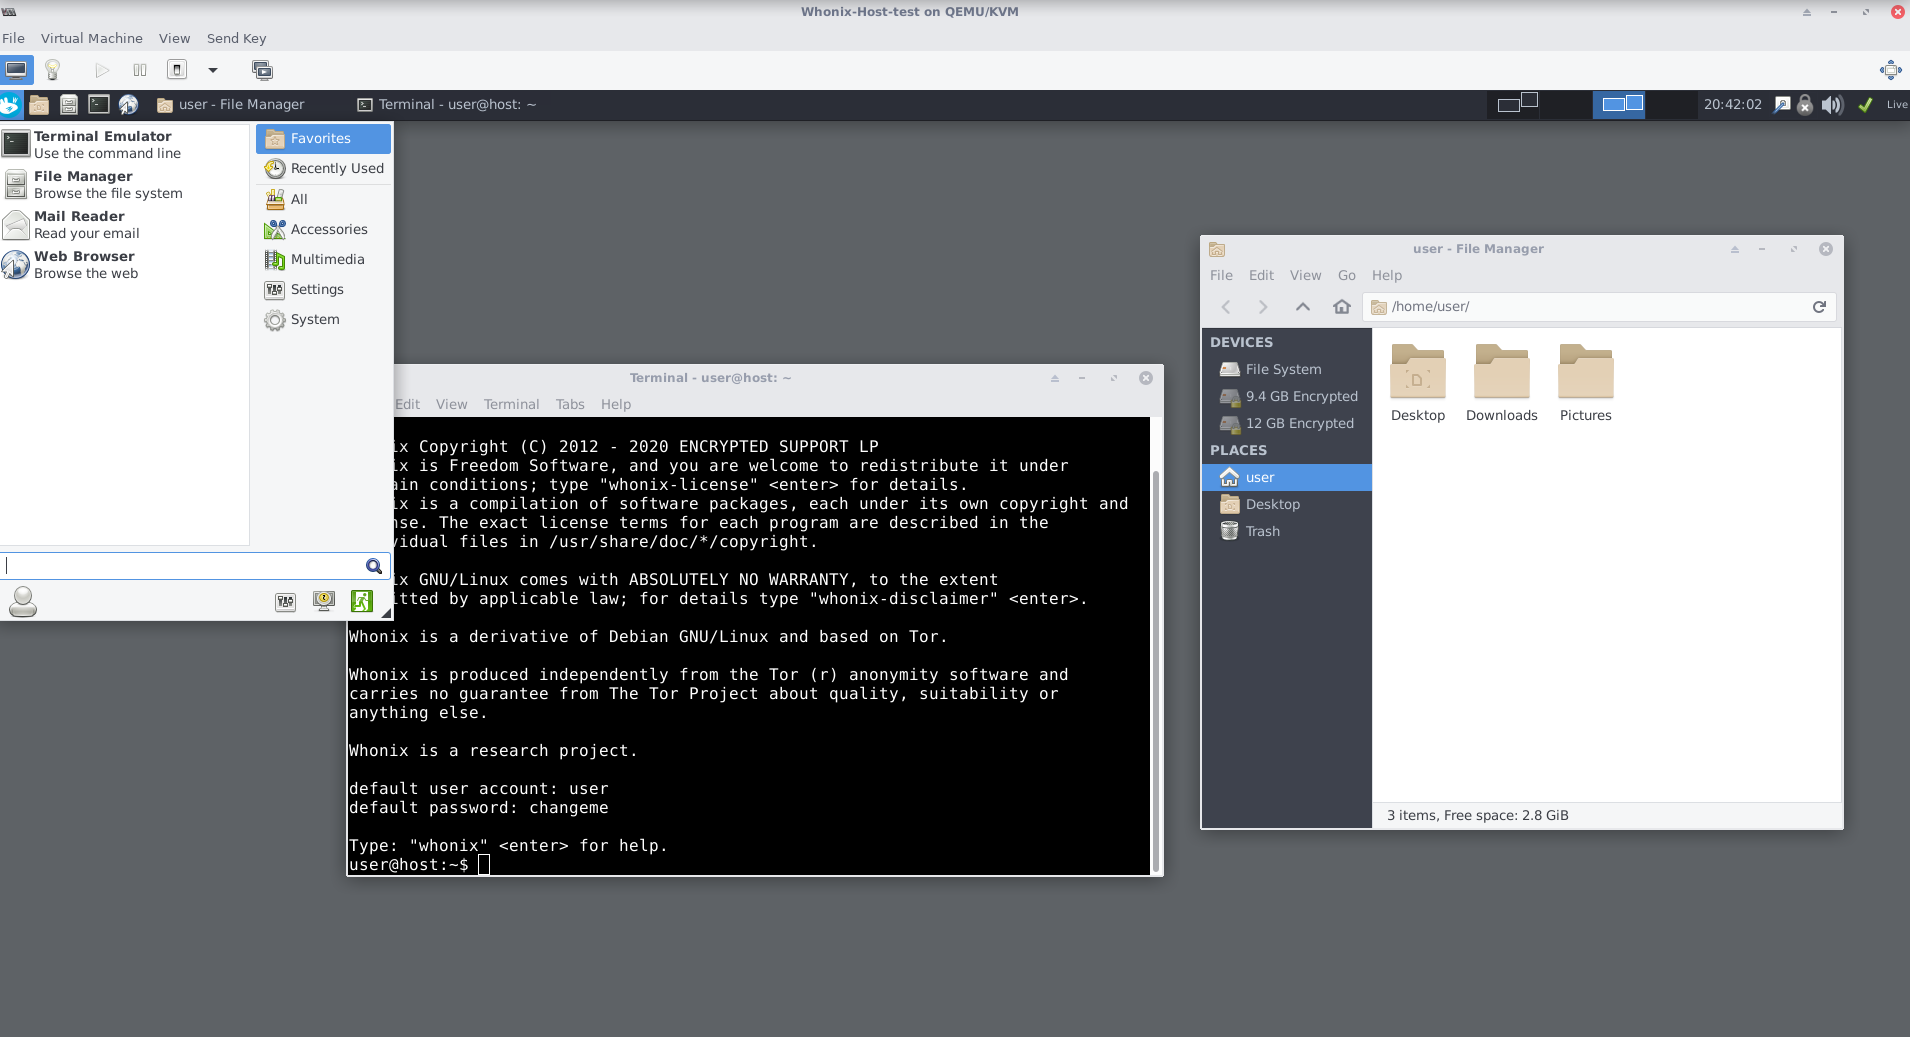 Whonix-Host-test on QEMU/KVM
File Virtual Machine View Send Key
user - File Manager
Terminal - user@host: ~
20:42:02
Live
Terminal Emulator
Use the command line
File Manager
Browse the file system
Mail Reader
Read your email
Web Browser
Browse the web
Favorites
Recently Used
All
Accessories
Multimedia
Settings
System
Terminal - user@host: ~
Edit View Terminal Tabs Help
ix Copyright (C) 2012 - 2020 ENCRYPTED SUPPORT LP
ix is Freedom Software, and you are welcome to redistribute it under
ain conditions; type "whonix-license" <enter> for details.
ix is a compilation of software packages, each under its own copyright and
nse. The exact license terms for each program are described in the
vidual files in /usr/share/doc/*/copyright.
ix GNU/Linux comes with ABSOLUTELY NO WARRANTY, to the extent
itted by applicable law; for details type "whonix-disclaimer" <enter>.
Whonix is a derivative of Debian GNU/Linux and based on Tor.
Whonix is produced independently from the Tor (r) anonymity software and
carries no guarantee from The Tor Project about quality, suitability or
anything else.
Whonix is a research project.
default user account: user
default password: changeme
Type: "whonix" <enter> for help.
user@host:~$
user - File Manager
File Edit View Go Help
/home/user/
DEVICES
File System
9.4 GB Encrypted
12 GB Encrypted
PLACES
user
Desktop
Trash
Desktop Downloads Pictures
3 items, Free space: 2.8 GiB